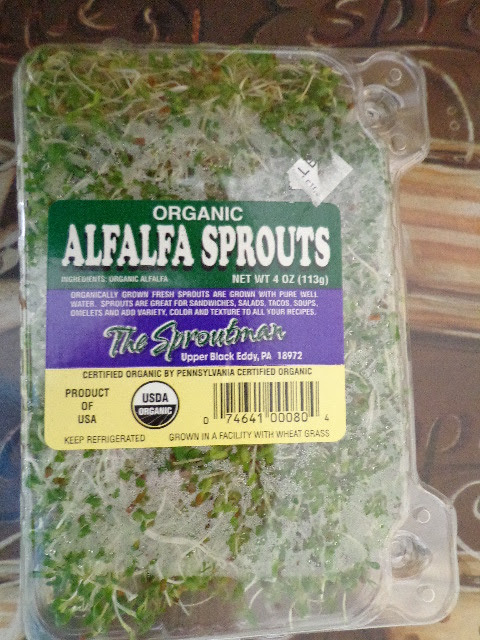 ORGANIC
ALFALFA SPROUTS
INGREDIENTS: ORGANIC ALFALFA NET WT 4 OZ (113g)
ORGANICALLY GROWN FRESH SPROUTS ARE GROWN WITH PURE WELL
WATER. SPROUTS ARE GREAT FOR SANDWICHES, SALADS, TACOS, SOUPS,
OMELETS AND ADD VARIETY, COLOR AND TEXTURE TO ALL YOUR RECIPES.
The Sproutman
Upper Black Eddy, PA 18972
CERTIFIED ORGANIC BY PENNSYLVANIA CERTIFIED ORGANIC
PRODUCT
OF
USA
USDA
ORGANIC
0 74641 00080 4
KEEP REFRIGERATED GROWN IN A FACILITY WITH WHEAT GRASS